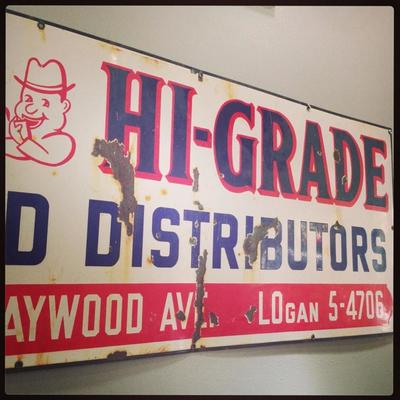 HI-GRADE
D DISTRIBUTORS
AYWOOD AVE. LOGAN 5-4706